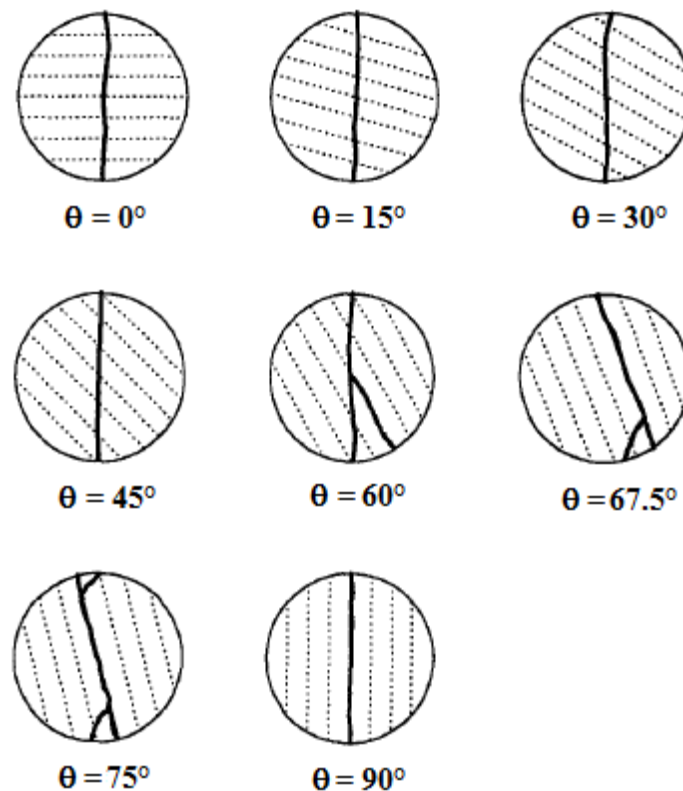 θ = 0°
θ = 15°
θ = 30°
θ = 45°
θ = 60°
θ = 67.5°
θ = 75°
θ = 90°